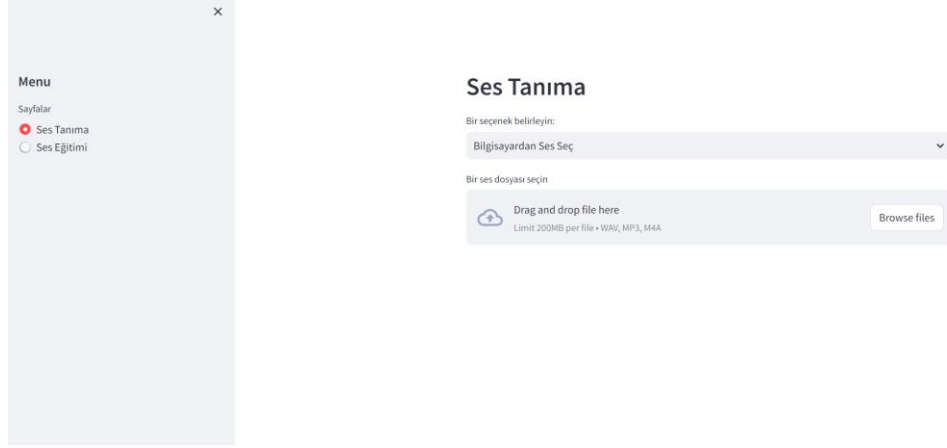 Menu
Sayfalar
Ses Tanıma
Ses Eğitimi
Ses Tanıma
Bir seçenek belirleyin:
Bilgisayardan Ses Seç
Bir ses dosyası seçin
Drag and drop file here
Limit 200MB per file • WAV, MP3, M4A
Browse files